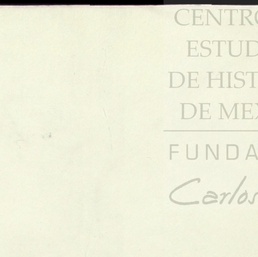 CENTRO
ESTUD
DE HIST
DE MEX
FUNDA
Carlos